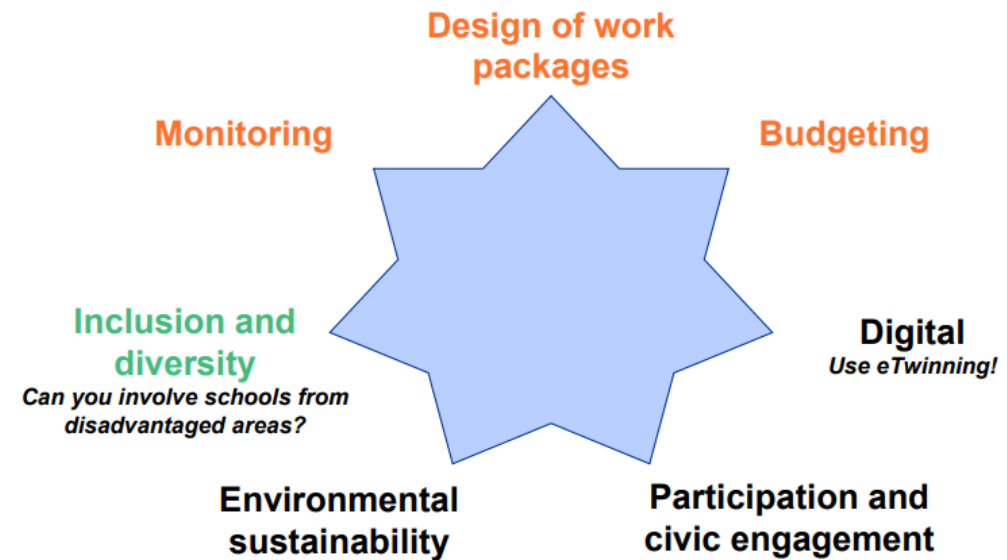 Design of work
packages
Monitoring
Budgeting
Inclusion and
diversity
Can you involve schools from
disadvantaged areas?
Digital
Use eTwinning!
Environmental
sustainability
Participation and
civic engagement